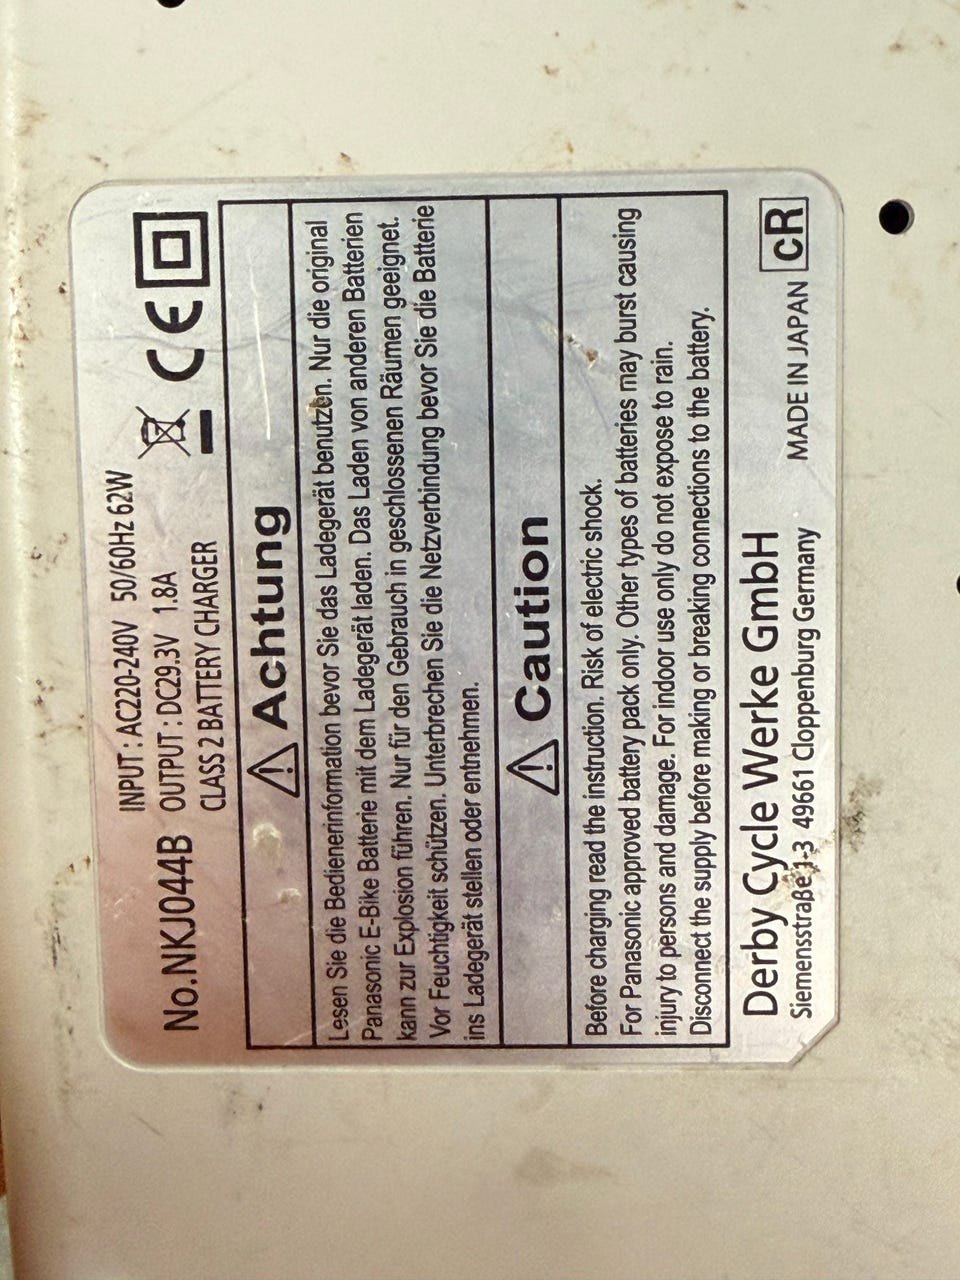 No.NKJ044B
INPUT : AC220-240V 50/60Hz 62W
OUTPUT : DC29.3V 1.8A
CLASS 2 BATTERY CHARGER
CE
Achtung
Lesen Sie die Bedienerinformation bevor Sie das Ladegerät benutzen. Nur die original
Panasonic E-Bike Batterie mit dem Ladegerät laden. Das Laden von anderen Batterien
kann zur Explosion führen. Nur für den Gebrauch in geschlossenen Räumen geeignet.
Vor Feuchtigkeit schützen. Unterbrechen Sie die Netzverbindung bevor Sie die Batterie
ins Ladegerät stellen oder entnehmen.
Caution
Before charging read the instruction. Risk of electric shock.
For Panasonic approved battery pack only. Other types of batteries may burst causing
injury to persons and damage. For indoor use only do not expose to rain.
Disconnect the supply before making or breaking connections to the battery.
Derby Cycle Werke GmbH
Siemensstraße 1-3 49661 Cloppenburg Germany
MADE IN JAPAN
cR